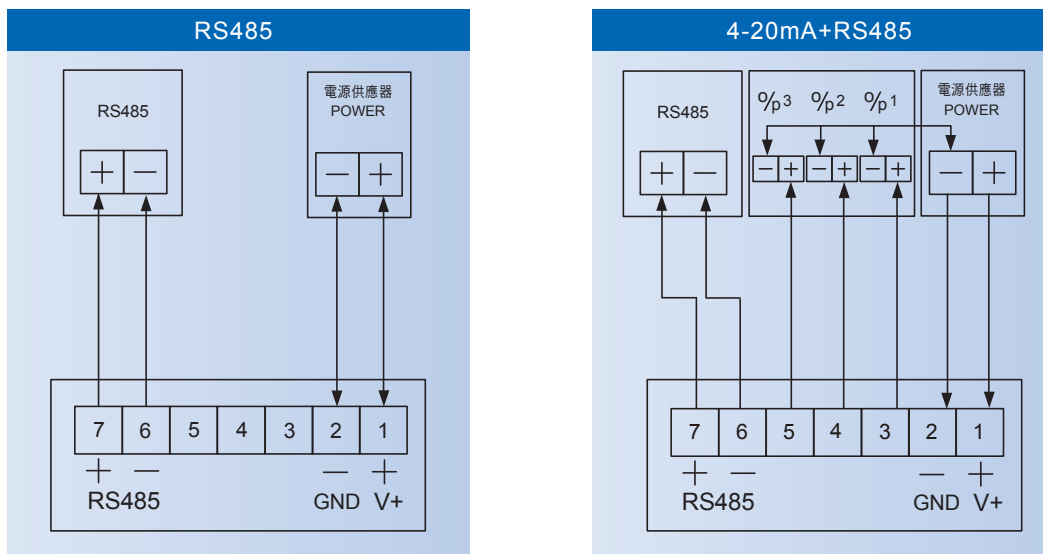 RS485
RS485
電源供應器
POWER
+ −
− +
7 6 5 4 3 2 1
+ − − +
RS485 GND V+
4-20mA+RS485
RS485
%p3 %p2 %p1
電源供應器
POWER
+ −
− + − + − +
− +
7 6 5 4 3 2 1
+ − − +
RS485 GND V+